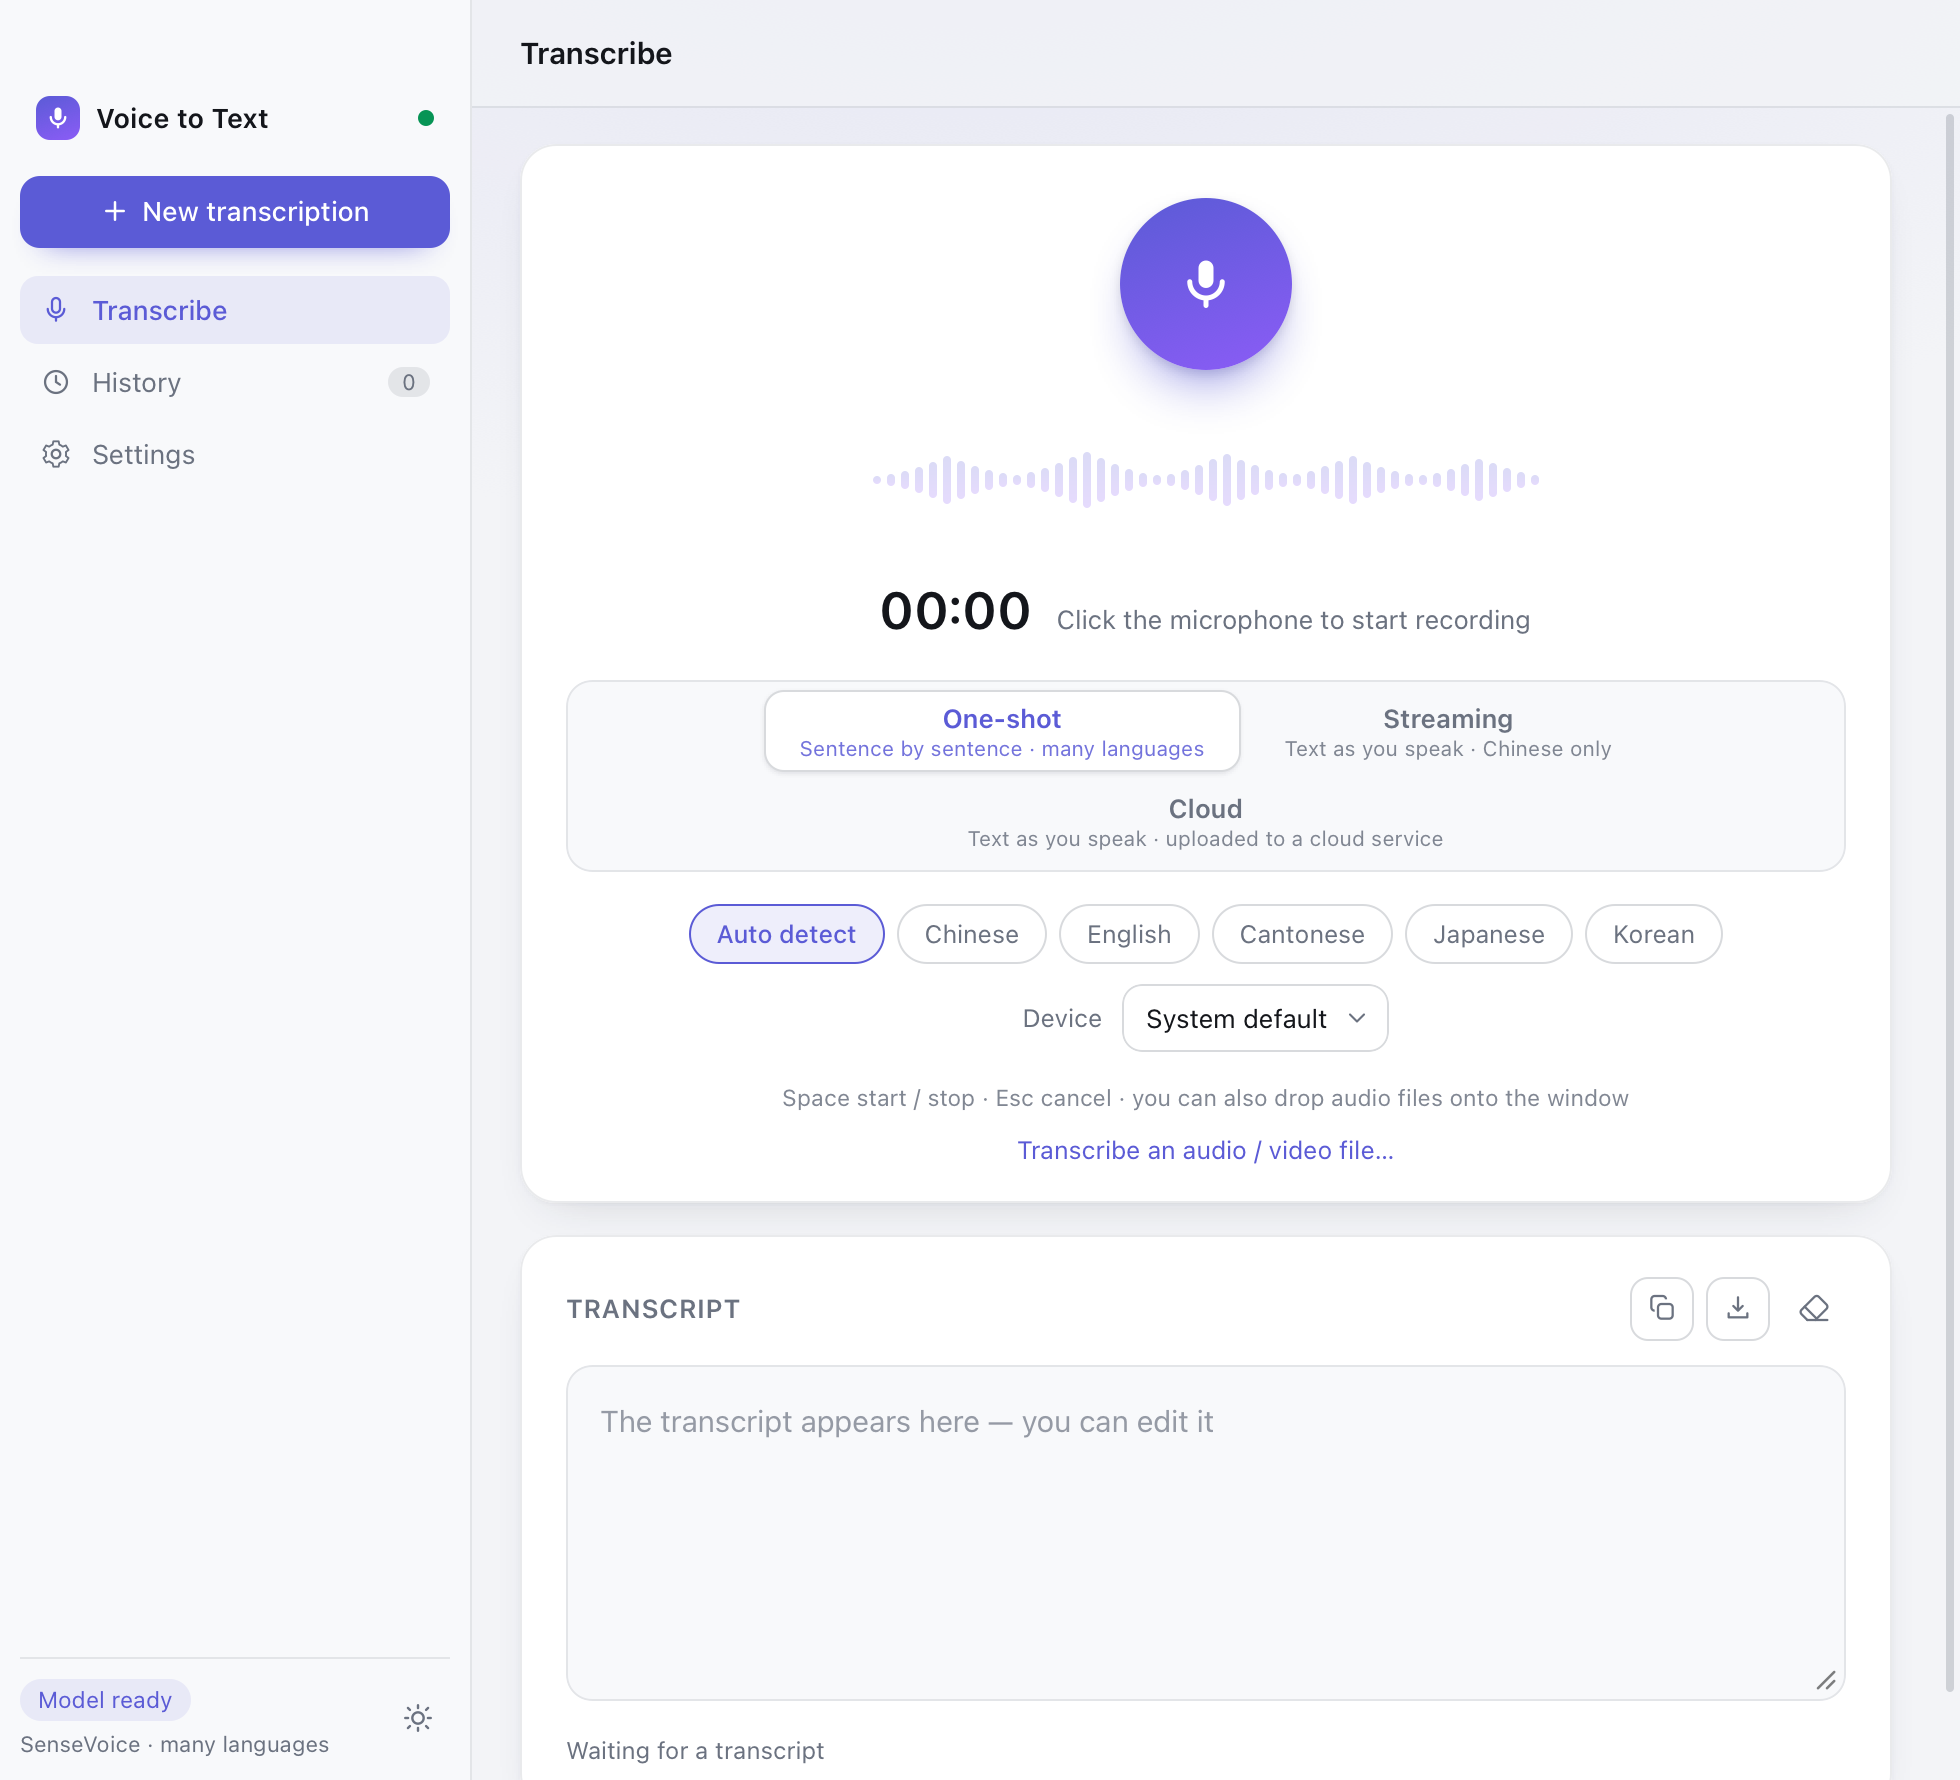 Voice to Text
New transcription
Transcribe
History
0
Settings
Model ready
SenseVoice · many languages
Transcribe
00:00
Click the microphone to start recording
One-shot
Sentence by sentence · many languages
Streaming
Text as you speak · Chinese only
Cloud
Text as you speak · uploaded to a cloud service
Auto detect
Chinese
English
Cantonese
Japanese
Korean
Device
System default
Space start / stop · Esc cancel · you can also drop audio files onto the window
Transcribe an audio / video file...
TRANSCRIPT
The transcript appears here — you can edit it
Waiting for a transcript